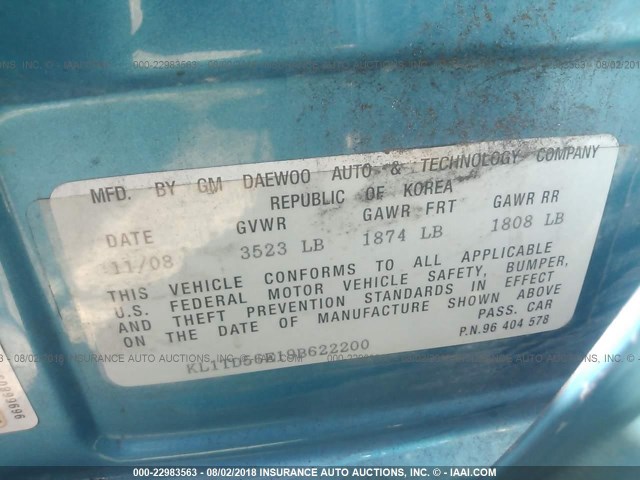 MFD. BY GM DAEWOO AUTO & TECHNOLOGY COMPANY
REPUBLIC OF KOREA
DATE GVWR GAWR FRT GAWR RR
11/08 3523 LB 1874 LB 1808 LB
THIS VEHICLE CONFORMS TO ALL APPLICABLE
U.S. FEDERAL MOTOR VEHICLE SAFETY, BUMPER,
AND THEFT PREVENTION STANDARDS IN EFFECT
ON THE DATE OF MANUFACTURE SHOWN ABOVE
PASS. CAR
P.N.96 404 578
000-22983563 - 08/02/2018 INSURANCE AUTO AUCTIONS, INC. - © - IAAI.COM